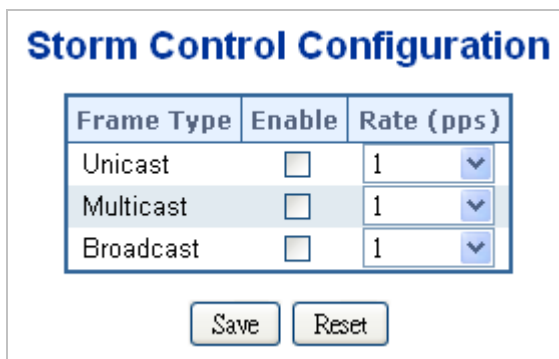 Storm Control Configuration
Frame Type Enable Rate (pps)
Unicast 1
Multicast 1
Broadcast 1
Save Reset